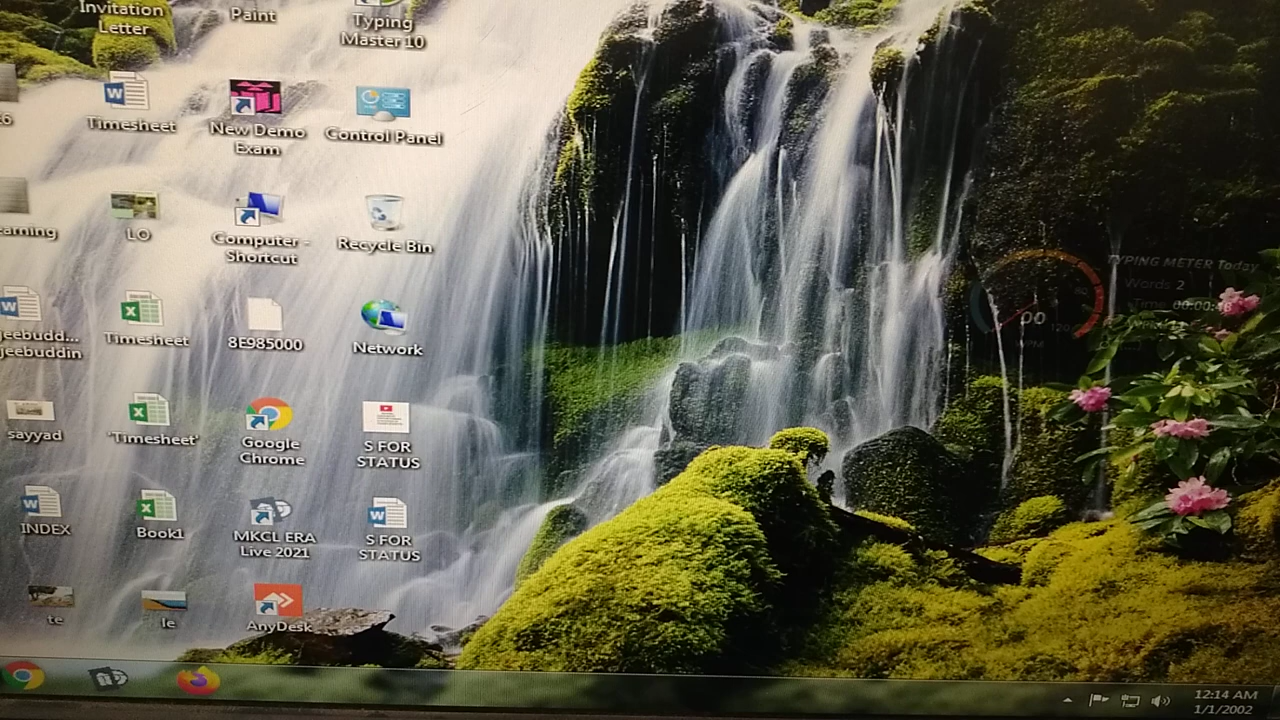 Invitation
Letter
Paint
Typing
Master 10
Timesheet
New Demo
Exam
Control Panel
LO
Computer -
Shortcut
Recycle Bin
TYPING METER Today
Words 2
Time 00:00:
00
jeebudd...
jeebuddin
Timesheet
8E985000
Network
sayyad
'Timesheet'
Google
Chrome
S FOR
STATUS
INDEX
Book1
MKCL ERA
Live 2021
S FOR
STATUS
te
le
AnyDesk
12:14 AM
1/1/2002